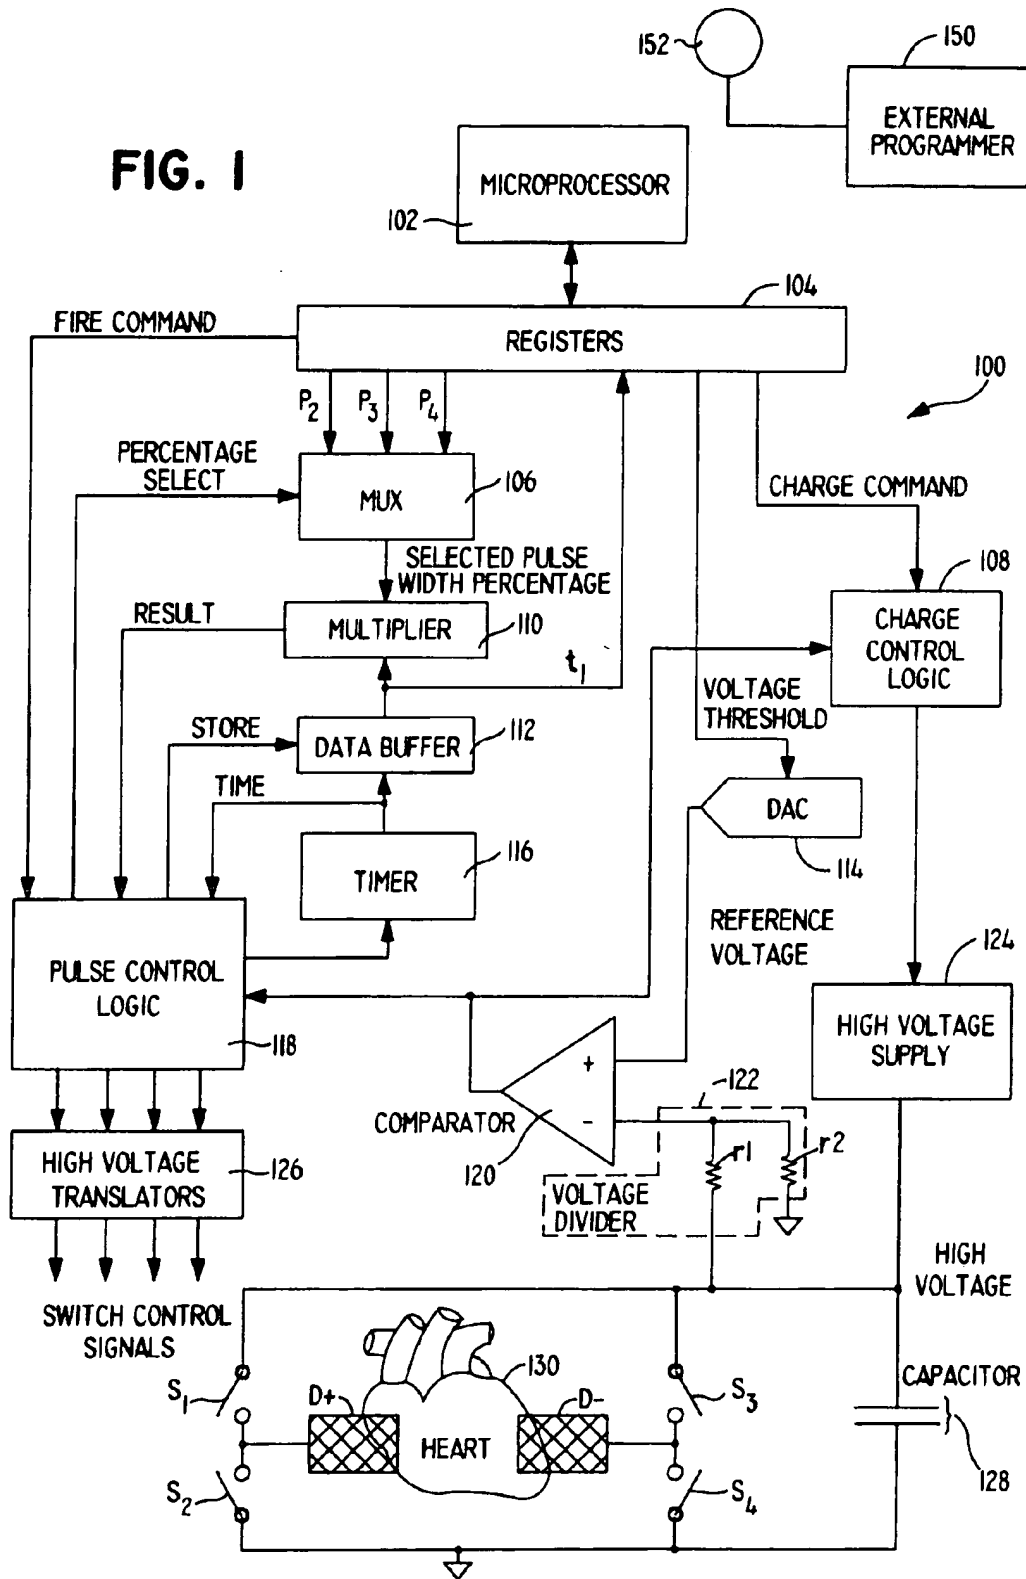 152
150
EXTERNAL
PROGRAMMER
FIG. 1
MICROPROCESSOR
102
104
FIRE COMMAND
REGISTERS
100
P2
P3
P4
PERCENTAGE
SELECT
MUX
106
CHARGE COMMAND
SELECTED PULSE
WIDTH PERCENTAGE
108
RESULT
MULTIPLIER
110
CHARGE
CONTROL
LOGIC
t1
VOLTAGE
THRESHOLD
STORE
DATA BUFFER
112
TIME
DAC
114
TIMER
116
REFERENCE
VOLTAGE
124
PULSE CONTROL
LOGIC
118
HIGH VOLTAGE
SUPPLY
+
-
122
COMPARATOR
120
r1
r2
HIGH VOLTAGE
TRANSLATORS
126
VOLTAGE
DIVIDER
HIGH
VOLTAGE
SWITCH CONTROL
SIGNALS
130
S1
D+
D-
S3
CAPACITOR
HEART
128
S2
S4